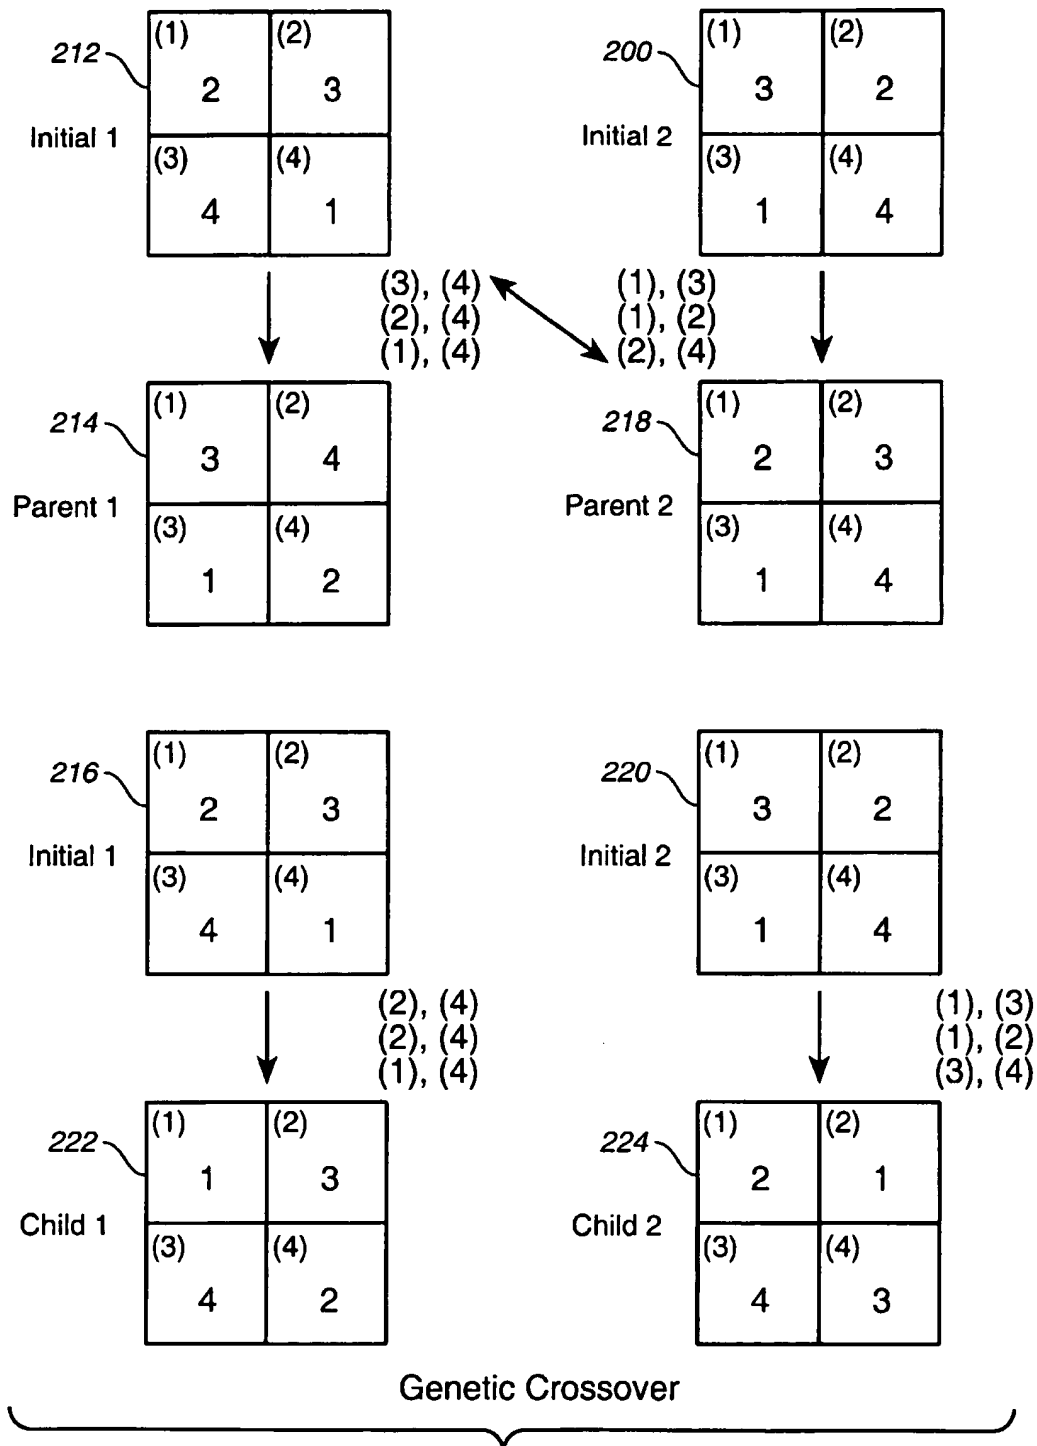 (1) (2) (1) (2)
212 200
2 3 3 2
Initial 1 Initial 2
(3) (4) (3) (4)
4 1 1 4
(3), (4) (1), (3)
(2), (4) (1), (2)
(1), (4) (2), (4)
(1) (2) (1) (2)
214 218
3 4 2 3
Parent 1 Parent 2
(3) (4) (3) (4)
1 2 1 4
(1) (2) (1) (2)
216 220
2 3 3 2
Initial 1 Initial 2
(3) (4) (3) (4)
4 1 1 4
(2), (4) (1), (3)
(2), (4) (1), (2)
(1), (4) (3), (4)
(1) (2) (1) (2)
222 224
1 3 2 1
Child 1 Child 2
(3) (4) (3) (4)
4 2 4 3
Genetic Crossover